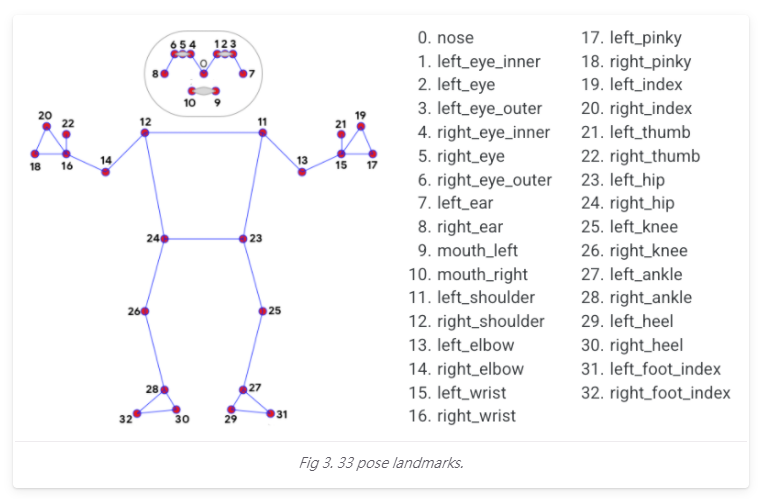 6 5 4 1 2 3
0
8 7
10 9
20 22 12 11 21 19
18 16 14 13 15 17
24 23
26 25
28 27
32 30 29 31
0. nose
1. left_eye_inner
2. left_eye
3. left_eye_outer
4. right_eye_inner
5. right_eye
6. right_eye_outer
7. left_ear
8. right_ear
9. mouth_left
10. mouth_right
11. left_shoulder
12. right_shoulder
13. left_elbow
14. right_elbow
15. left_wrist
16. right_wrist
17. left_pinky
18. right_pinky
19. left_index
20. right_index
21. left_thumb
22. right_thumb
23. left_hip
24. right_hip
25. left_knee
26. right_knee
27. left_ankle
28. right_ankle
29. left_heel
30. right_heel
31. left_foot_index
32. right_foot_index
Fig 3. 33 pose landmarks.